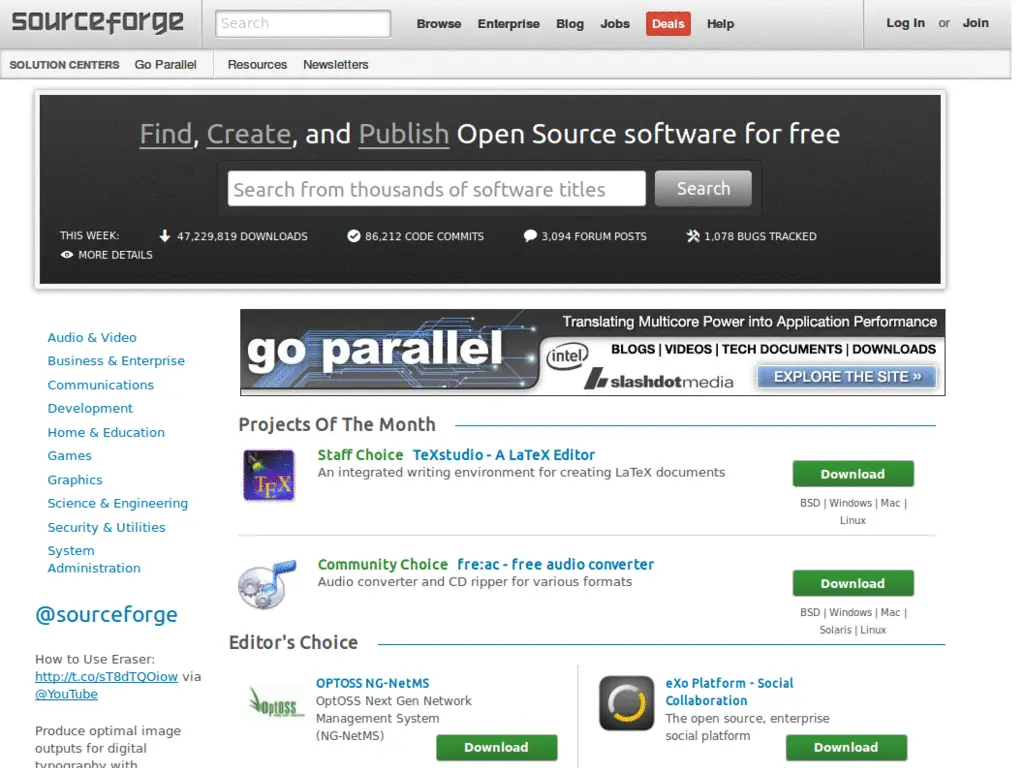 sourceforge
Search
Browse Enterprise Blog Jobs Deals Help
Log In or Join
SOLUTION CENTERS Go Parallel Resources Newsletters
Find, Create, and Publish Open Source software for free
Search from thousands of software titles Search
THIS WEEK: 47,229,819 DOWNLOADS 86,212 CODE COMMITS 3,094 FORUM POSTS 1,078 BUGS TRACKED
MORE DETAILS
Audio & Video
Business & Enterprise
Communications
Development
Home & Education
Games
Graphics
Science & Engineering
Security & Utilities
System
Administration
@sourceforge
How to Use Eraser:
http://t.co/sT8dTQOiow via
@YouTube
Produce optimal image
outputs for digital
typography with
Translating Multicore Power into Application Performance
go parallel
intel
BLOGS | VIDEOS | TECH DOCUMENTS | DOWNLOADS
slashdotmedia
EXPLORE THE SITE »
Projects Of The Month
TEX
Staff Choice TeXstudio - A LaTeX Editor
An integrated writing environment for creating LaTeX documents
Download
BSD | Windows | Mac |
Linux
Community Choice fre:ac - free audio converter
Audio converter and CD ripper for various formats
Download
BSD | Windows | Mac |
Solaris | Linux
Editor's Choice
OptOSS
OPTOSS NG-NetMS
OptOSS Next Gen Network
Management System
(NG-NetMS)
Download
eXo Platform - Social
Collaboration
The open source, enterprise
social platform
Download